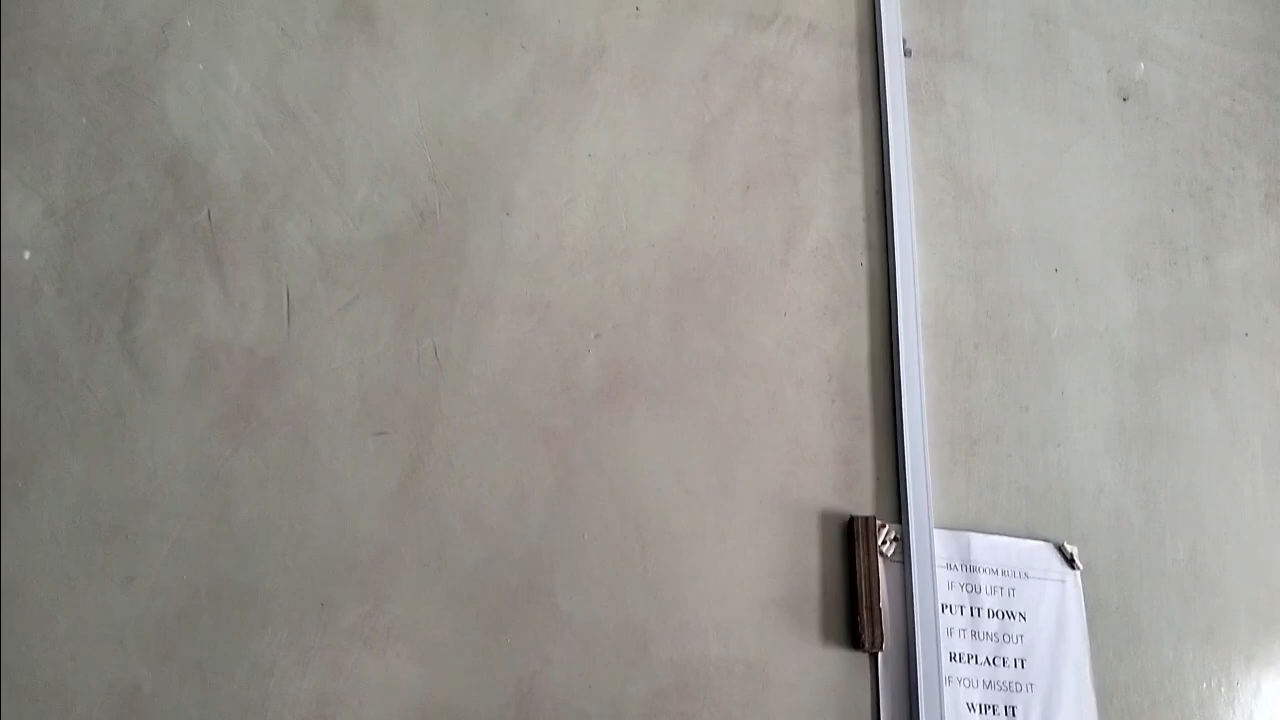 BATHROOM RULES
IF YOU LIFT IT
PUT IT DOWN
IF IT RUNS OUT
REPLACE IT
IF YOU MISSED IT
WIPE IT